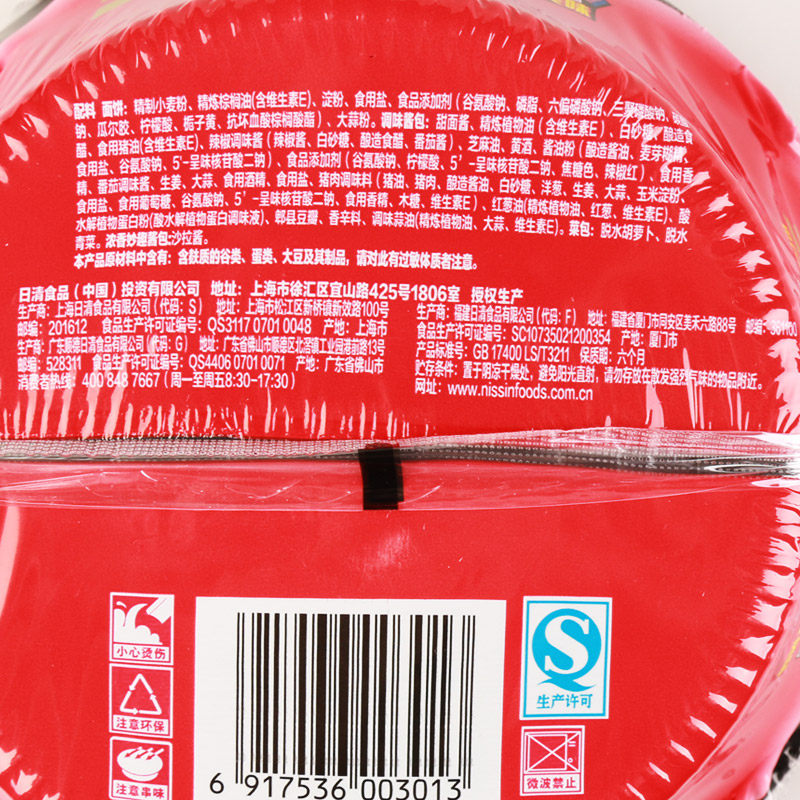 配料 面饼：精制小麦粉、精炼棕榈油(含维生素E)、淀粉、食用盐、食品添加剂（谷氨酸钠、磷脂、六偏磷酸钠、
钠、瓜尔胶、柠檬酸、栀子黄、抗坏血酸棕榈酸酯）、大蒜粉。调味酱包：甜面酱、精炼植物油（含维生素E）、白砂糖、酿造食
醋、食用猪油(含维生素E)、辣椒调味酱（辣椒酱、白砂糖、酿造食醋、番茄酱）、芝麻油、黄酒、酱油粉（酿造酱油、麦芽糊精、
食用盐、谷氨酸钠、5'-呈味核苷酸二钠）、食品添加剂（谷氨酸钠、柠檬酸、5'-呈味核苷酸二钠、焦糖色、辣椒红）、食用香
精、番茄调味酱、生姜、大蒜、食用酒精、食用盐、猪肉调味料（猪油、猪肉、酿造酱油、白砂糖、洋葱、生姜、大蒜、玉米淀粉、
食用盐、食用葡萄糖、谷氨酸钠、5'-呈味核苷酸二钠、食用香精、木糖、维生素E）、红葱油(精炼植物油、红葱、维生素E)、酸
水解植物蛋白粉(酸水解植物蛋白调味液)、郫县豆瓣、香辛料、调味蒜油(精炼植物油、大蒜、维生素E)。菜包：脱水胡萝卜、脱水
青菜。浓香妙趣酱包:沙拉酱。
本产品原材料中含有：含麸质的谷类、蛋类、大豆及其制品，请对此有过敏体质者注意。
日清食品（中国）投资有限公司 地址：上海市徐汇区宜山路425号1806室 授权生产
生产商：上海日清食品有限公司（代码：S） 地址：上海市松江区新桥镇新效路100号
邮编：201612 食品生产许可证编号：QS3117 0701 0048 产地：上海市
生产商：广东顺德日清食品有限公司（代码：G） 地址：广东省佛山市顺德区北滘镇工业园港前路13号
邮编：528311 食品生产许可证编号：QS4406 0701 0071 产地：广东省佛山市
消费者热线：400 848 7667（周一至周五8:30-17:30）
生产商：福建日清食品有限公司（代码：F） 地址：福建省厦门市同安区美禾六路88号 邮编：361100
食品生产许可证编号：SC10735021200354 产地：厦门市
产品标准号：GB 17400 LS/T3211 保质期：六个月
贮存条件：置于阴凉干燥处，避免阳光直射，请勿存放在散发强烈气味的物品附近。
网址：www.nissinfoods.com.cn
小心烫伤
注意环保
注意串味
6 917536 003013
S
生产许可
微波禁止